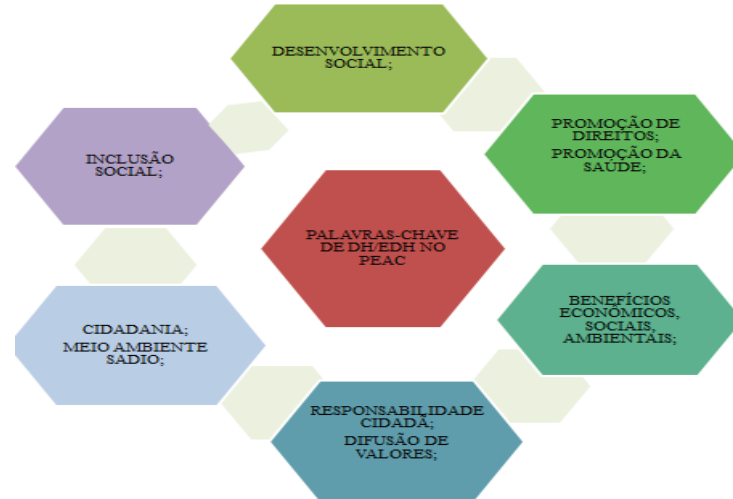 DESENVOLVIMENTO
SOCIAL;
PROMOÇÃO DE
DIREITOS;
PROMOÇÃO DA
SAÚDE;
INCLUSÃO
SOCIAL;
PALAVRAS-CHAVE
DE DH/EDH NO
PEAC
BENEFÍCIOS
ECONÔMICOS,
SOCIAIS,
AMBIENTAIS;
CIDADANIA;
MEIO AMBIENTE
SADIO;
RESPONSABILIDADE
CIDADÃ;
DIFUSÃO DE
VALORES;